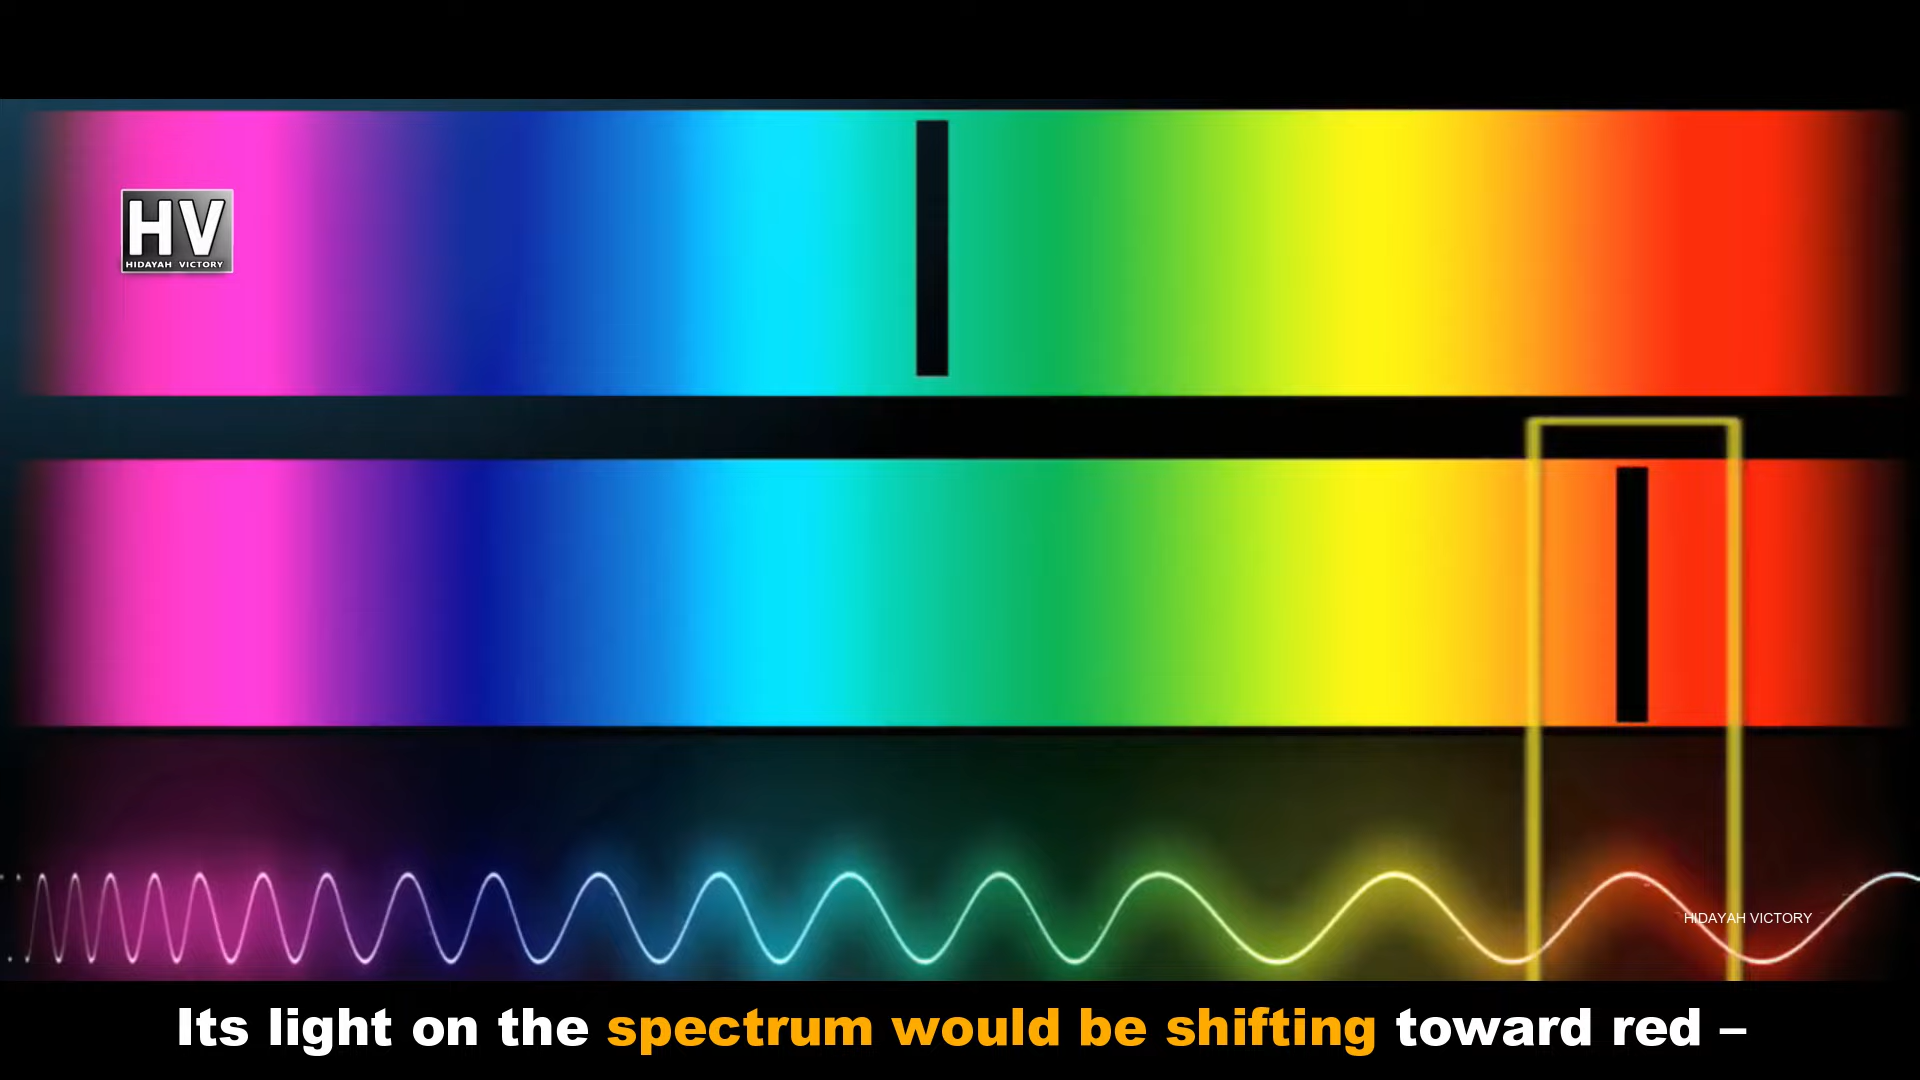 HV
HIDAYAH VICTORY
HIDAYAH VICTORY
Its light on the spectrum would be shifting toward red –